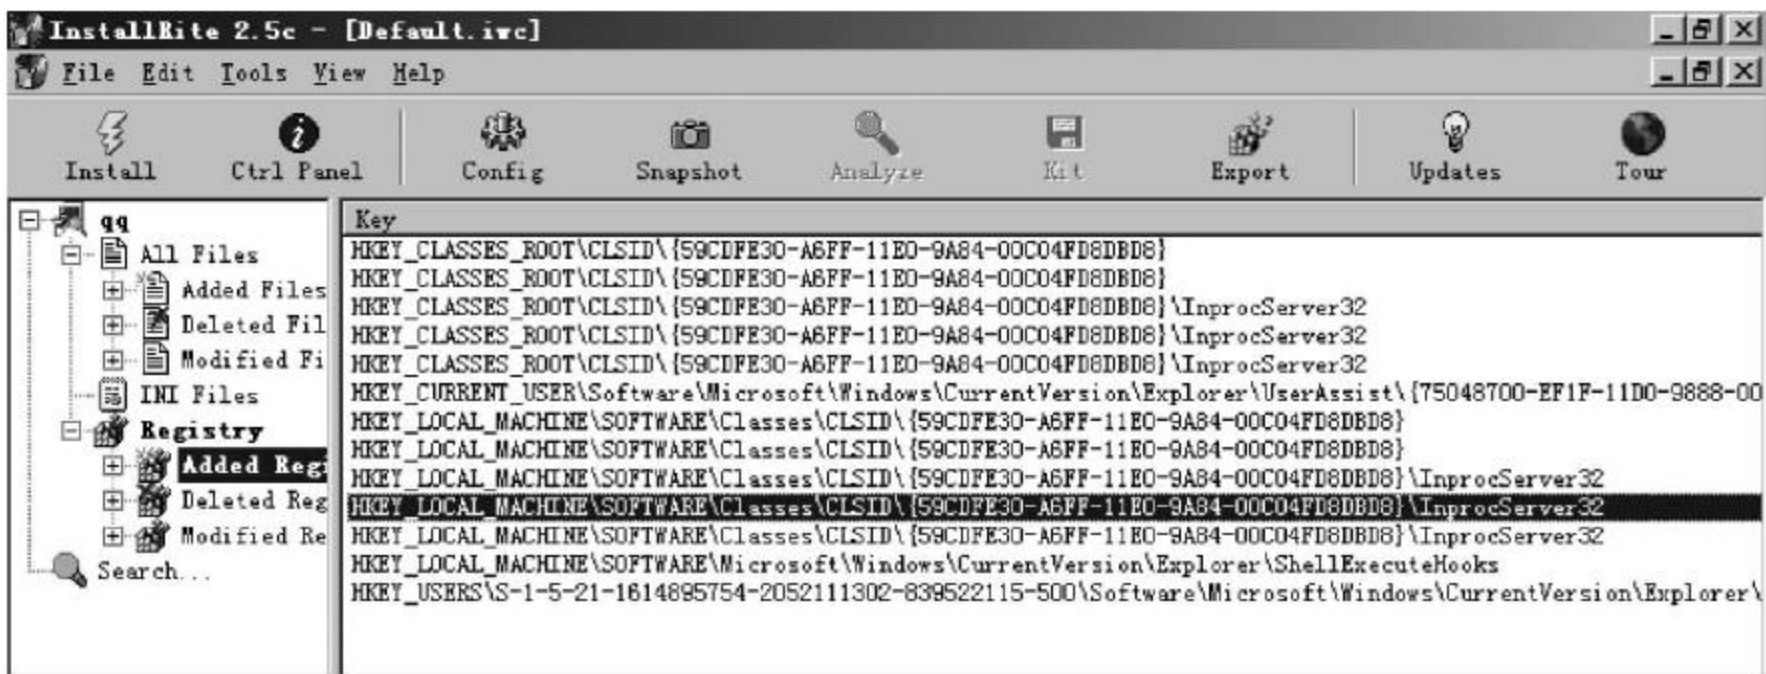 InstallRite 2.5c - [Default.iwc]
File Edit Tools View Help
Install Ctrl Panel Config Snapshot Analyze Kit Export Updates Tour
qq
All Files
Added Files
Deleted Fil
Modified Fi
INI Files
Registry
Added Regi
Deleted Reg
Modified Re
Search...
Key
HKEY_CLASSES_ROOT\CLSID\{59CDFE30-A6FF-11E0-9A84-00C04FD8DBD8}
HKEY_CLASSES_ROOT\CLSID\{59CDFE30-A6FF-11E0-9A84-00C04FD8DBD8}
HKEY_CLASSES_ROOT\CLSID\{59CDFE30-A6FF-11E0-9A84-00C04FD8DBD8}\InprocServer32
HKEY_CLASSES_ROOT\CLSID\{59CDFE30-A6FF-11E0-9A84-00C04FD8DBD8}\InprocServer32
HKEY_CLASSES_ROOT\CLSID\{59CDFE30-A6FF-11E0-9A84-00C04FD8DBD8}\InprocServer32
HKEY_CURRENT_USER\Software\Microsoft\Windows\CurrentVersion\Explorer\UserAssist\{75048700-EF1F-11D0-9888-00
HKEY_LOCAL_MACHINE\SOFTWARE\Classes\CLSID\{59CDFE30-A6FF-11E0-9A84-00C04FD8DBD8}
HKEY_LOCAL_MACHINE\SOFTWARE\Classes\CLSID\{59CDFE30-A6FF-11E0-9A84-00C04FD8DBD8}
HKEY_LOCAL_MACHINE\SOFTWARE\Classes\CLSID\{59CDFE30-A6FF-11E0-9A84-00C04FD8DBD8}\InprocServer32
HKEY_LOCAL_MACHINE\SOFTWARE\Classes\CLSID\{59CDFE30-A6FF-11E0-9A84-00C04FD8DBD8}\InprocServer32
HKEY_LOCAL_MACHINE\SOFTWARE\Classes\CLSID\{59CDFE30-A6FF-11E0-9A84-00C04FD8DBD8}\InprocServer32
HKEY_LOCAL_MACHINE\SOFTWARE\Microsoft\Windows\CurrentVersion\Explorer\ShellExecuteHooks
HKEY_USERS\S-1-5-21-1614895754-2052111302-839522115-500\Software\Microsoft\Windows\CurrentVersion\Explorer\